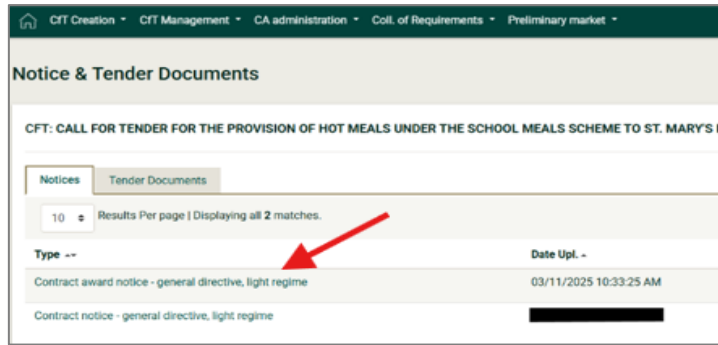 CfT Creation CfT Management CA administration Coll. of Requirements Preliminary market
Notice & Tender Documents
CFT: CALL FOR TENDER FOR THE PROVISION OF HOT MEALS UNDER THE SCHOOL MEALS SCHEME TO ST. MARY'S
Notices Tender Documents
10 Results Per page | Displaying all 2 matches.
Type Date Upl.
Contract award notice - general directive, light regime 03/11/2025 10:33:25 AM
Contract notice - general directive, light regime